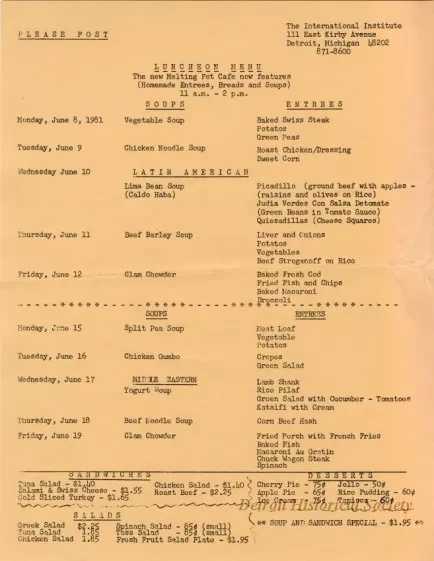 PLEASE POST
The International Institute
111 East Kirby Avenue
Detroit, Michigan 48202
871-8600
LUNCHEON MENU
The new Melting Pot Cafe now features
(Homemade Entrees, Breads and Soups)
11 a.m. - 2 p.m.
SOUPS ENTREES
Monday, June 8, 1981 Vegetable Soup Baked Swiss Steak
Potatos
Green Peas
Tuesday, June 9 Chicken Noodle Soup Roast Chicken/Dressing
Sweet Corn
Wednesday June 10 LATIN AMERICAN
Lima Bean Soup Picadillo (ground beef with apples -
(Caldo Haba) (raisins and olives on Rice)
Judia Verdes Con Salsa Detomate
(Green Beans in Tomato Sauce)
Quiesadillas (Cheese Squares)
Thursday, June 11 Beef Barley Soup Liver and Onions
Potatos
Vegetables
Beef Stroganoff on Rice
Friday, June 12 Clam Chowder Baked Fresh Cod
Fried Fish and Chips
Baked Macaroni
Broccoli
SOUPS ENTREES
Monday, June 15 Split Pea Soup Meat Loaf
Vegetable
Potatos
Tuesday, June 16 Chicken Gumbo Crepes
Green Salad
Wednesday, June 17 MIDDLE EASTERN Lamb Shank
Yogurt Soup Rice Pilaf
Green Salad with Cucumber - Tomatoes
Kataifi with Cream
Thursday, June 18 Beef Noodle Soup Corn Beef Hash
Friday, June 19 Clam Chowder Fried Perch with French Fries
Baked Fish
Macaroni Au Gratin
Chuck Wagon Steak
Spinach
SANDWICHES DESSERTS
Tuna Salad - $1.40 Chicken Salad - $1.40 Cherry Pie - 75¢ Jello - 50¢
Salami & Swiss Cheese - $1.55 Roast Beef - $2.25 Apple Pie - 65¢ Rice Pudding - 60¢
Cold Sliced Turkey - $1.65 Ice Cream - 75¢ Tapioca - 60¢
Detroit Historical Society
SALADS ** SOUP AND SANDWICH SPECIAL - $1.95 **
Greek Salad $2.25 Spinach Salad - 85¢ (small)
Tuna Salad 1.85 Toss Salad - 85¢ (small)
Chicken Salad 1.85 Fresh Fruit Salad Plate - $1.95